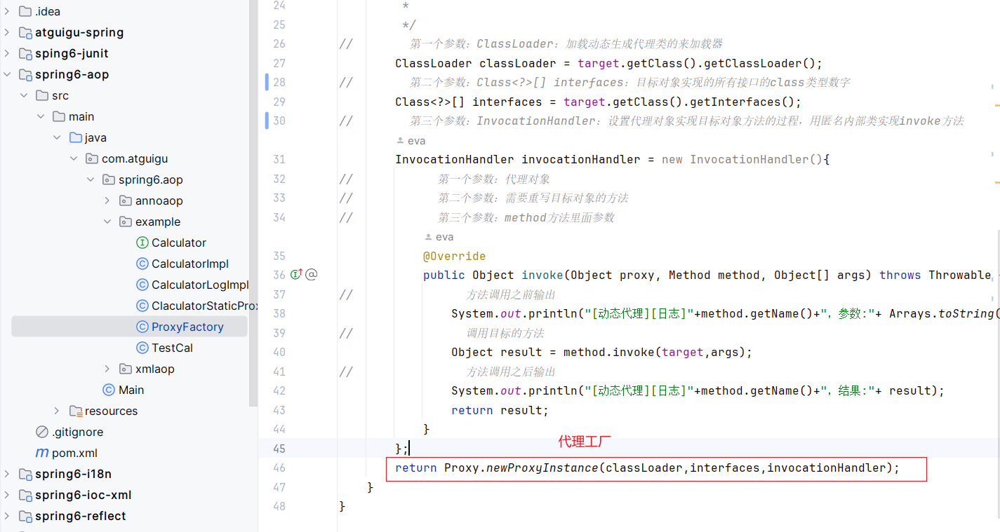 .idea
atguigu-spring
sping6-junit
spring6-aop
src
main
java
com.atguigu
spring6.aop
annoaop
example
Calculator
CalculatorImpl
CalculatorLogImpl
ClaculatorStaticProx
ProxyFactory
TestCal
xmlaop
Main
resources
.gitignore
pom.xml
spring6-i18n
spring6-ioc-xml
spring6-reflect
24 *
25 */
26 // 第一个参数：ClassLoader：加载动态生成代理类的来加载器
27 ClassLoader classLoader = target.getClass().getClassLoader();
28 // 第二个参数：Class<?>[] interfaces：目标对象实现的所有接口的class类型数字
29 Class<?>[] interfaces = target.getClass().getInterfaces();
30 // 第三个参数：InvocationHandler：设置代理对象实现目标对象方法的过程，用匿名内部类实现invoke方法
eva
31 InvocationHandler invocationHandler = new InvocationHandler(){
32 // 第一个参数：代理对象
33 // 第二个参数：需要重写目标对象的方法
34 // 第三个参数：method方法里面参数
eva
35 @Override
36 public Object invoke(Object proxy, Method method, Object[] args) throws Throwable {
37 // 方法调用之前输出
38 System.out.println("[动态代理][日志]"+method.getName()+"，参数:"+ Arrays.toString(
39 // 调用目标的方法
40 Object result = method.invoke(target,args);
41 // 方法调用之后输出
42 System.out.println("[动态代理][日志]"+method.getName()+"，结果:"+ result);
43 return result;
44 }
代理工厂
45 };
46 return Proxy.newProxyInstance(classLoader,interfaces,invocationHandler);
47 }
48 }